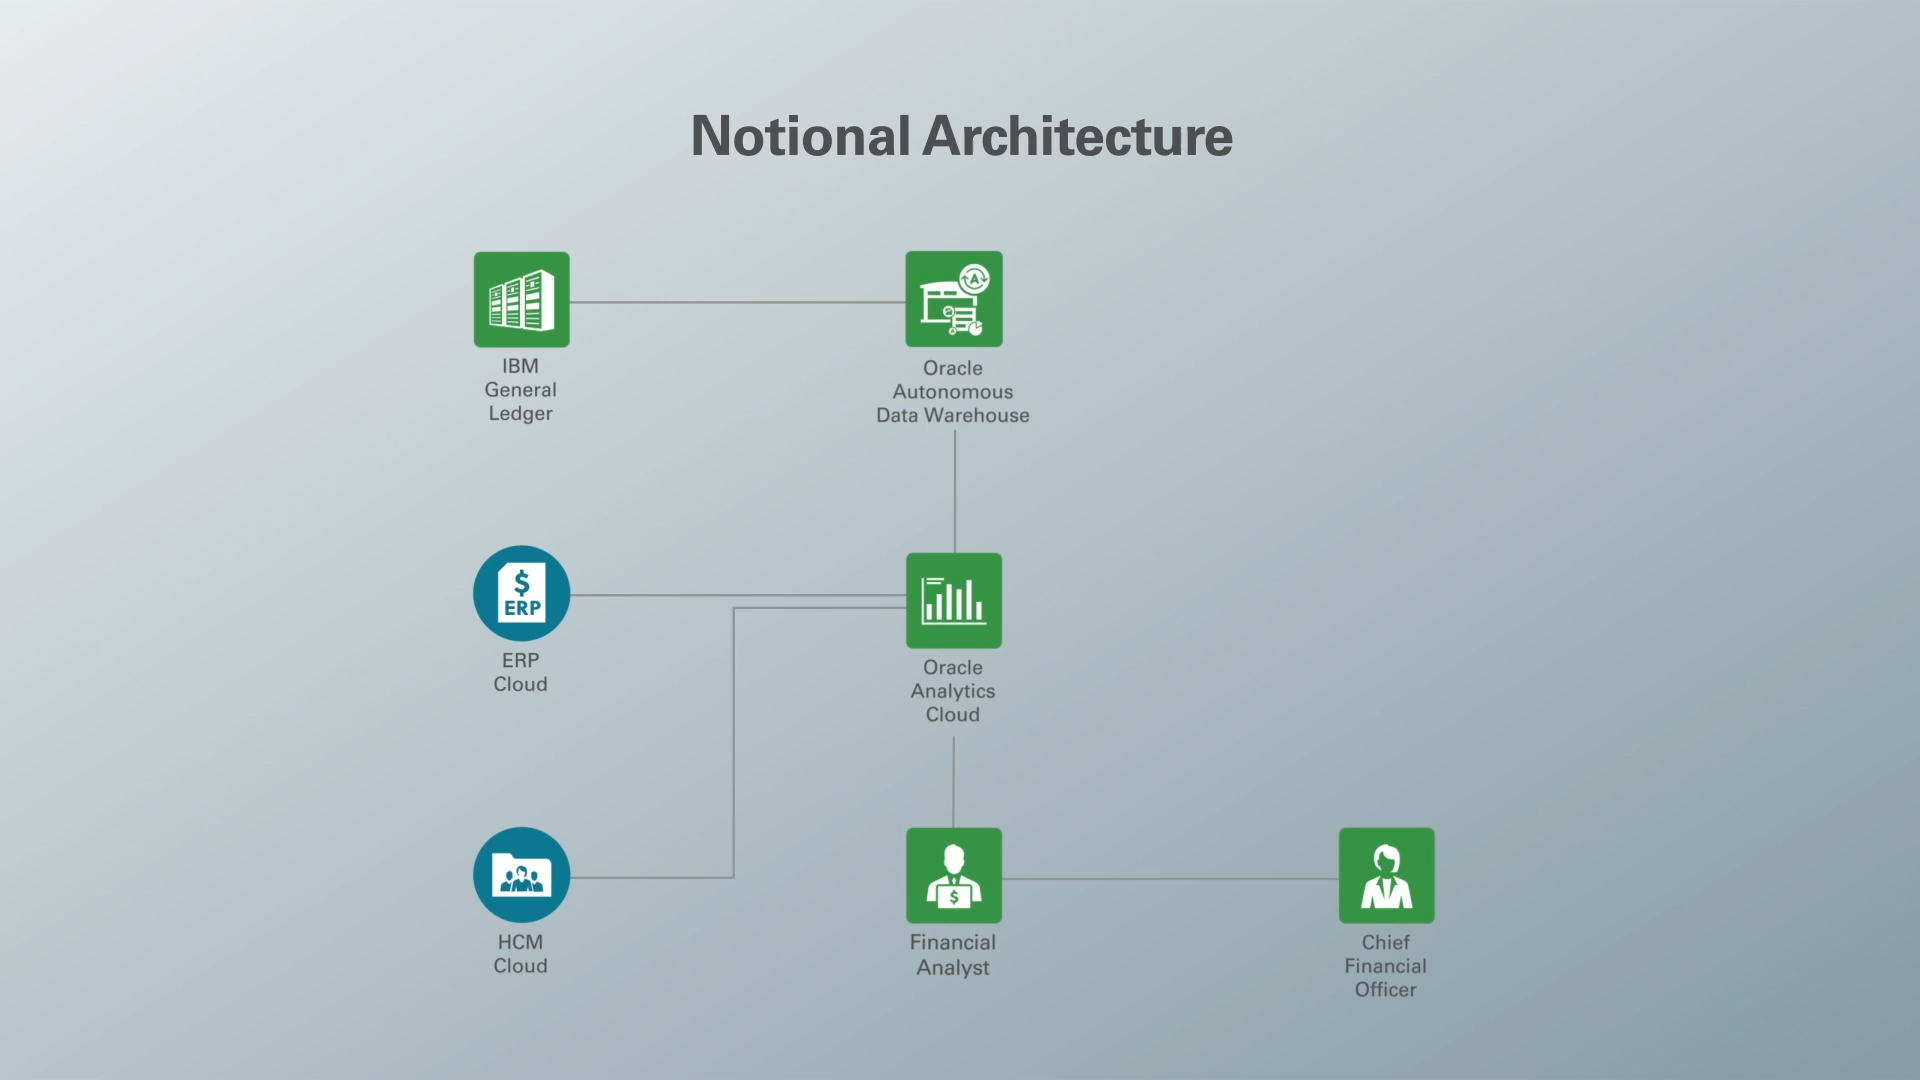 Notional Architecture
A
IBM
General
Ledger
Oracle
Autonomous
Data Warehouse
$
ERP
ERP
Cloud
Oracle
Analytics
Cloud
HCM
Cloud
$
Financial
Analyst
Chief
Financial
Officer